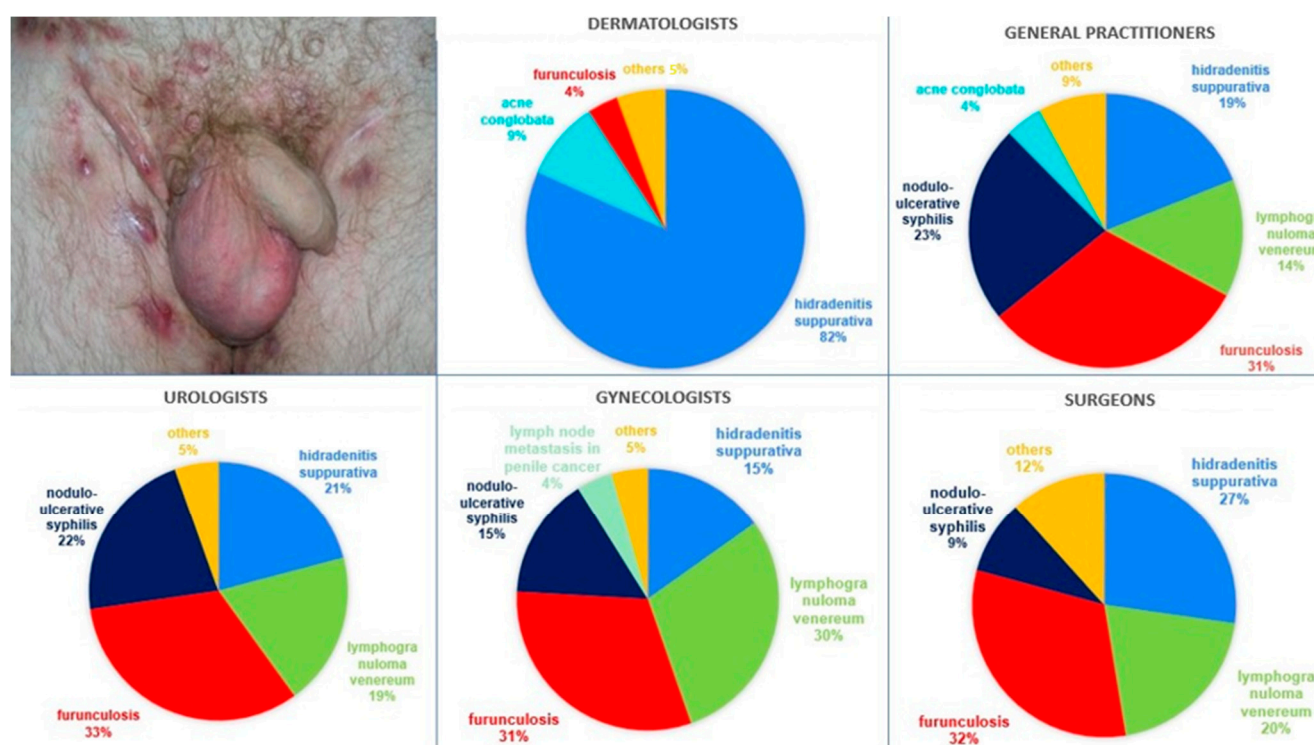 DERMATOLOGISTS
furunculosis
4%
others 5%
acne
conglobata
9%
hidradenitis
suppurativa
82%
GENERAL PRACTITIONERS
others
9%
acne conglobata
4%
hidradenitis
suppurativa
19%
nodulo-
ulcerative
syphilis
23%
lymphogra
nuloma
venereum
14%
furunculosis
31%
UROLOGISTS
others
5%
hidradenitis
suppurativa
21%
nodulo-
ulcerative
syphilis
22%
lymphogra
nuloma
venereum
19%
furunculosis
33%
GYNECOLOGISTS
lymph node
metastasis in
penile cancer
4%
others
5%
hidradenitis
suppurativa
15%
nodulo-
ulcerative
syphilis
15%
lymphogra
nuloma
venereum
30%
furunculosis
31%
SURGEONS
others
12%
hidradenitis
suppurativa
27%
nodulo-
ulcerative
syphilis
9%
lymphogra
nuloma
venereum
20%
furunculosis
32%